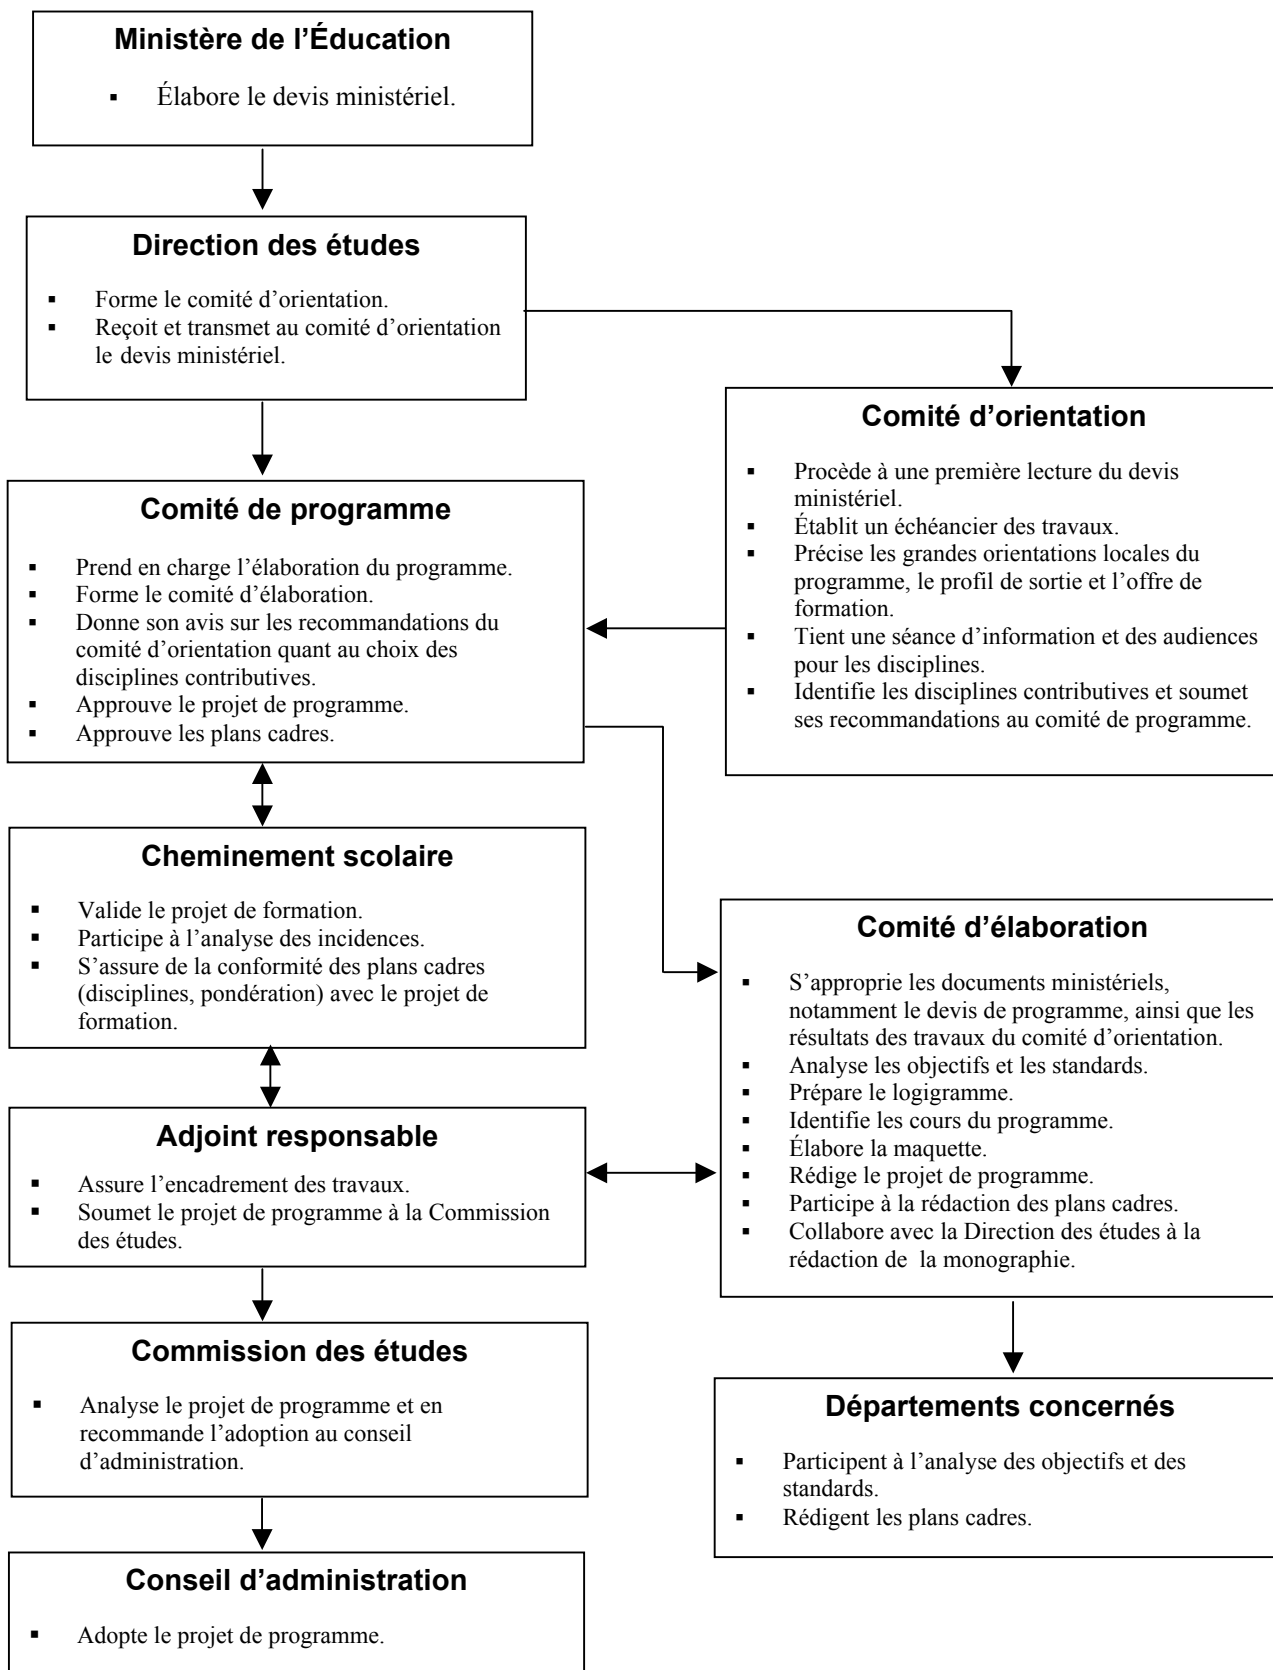 Ministère de l’Éducation
▪ Élabore le devis ministériel.
Direction des études
▪ Forme le comité d’orientation.
▪ Reçoit et transmet au comité d’orientation
le devis ministériel.
Comité d’orientation
▪ Procède à une première lecture du devis
ministériel.
▪ Établit un échéancier des travaux.
▪ Précise les grandes orientations locales du
programme, le profil de sortie et l’offre de
formation.
▪ Tient une séance d’information et des audiences
pour les disciplines.
▪ Identifie les disciplines contributives et soumet
ses recommandations au comité de programme.
Comité de programme
▪ Prend en charge l’élaboration du programme.
▪ Forme le comité d’élaboration.
▪ Donne son avis sur les recommandations du
comité d’orientation quant au choix des
disciplines contributives.
▪ Approuve le projet de programme.
▪ Approuve les plans cadres.
Cheminement scolaire
▪ Valide le projet de formation.
▪ Participe à l’analyse des incidences.
▪ S’assure de la conformité des plans cadres
(disciplines, pondération) avec le projet de
formation.
Comité d’élaboration
▪ S’approprie les documents ministériels,
notamment le devis de programme, ainsi que les
résultats des travaux du comité d’orientation.
▪ Analyse les objectifs et les standards.
▪ Prépare le logigramme.
▪ Identifie les cours du programme.
▪ Élabore la maquette.
▪ Rédige le projet de programme.
▪ Participe à la rédaction des plans cadres.
▪ Collabore avec la Direction des études à la
rédaction de la monographie.
Adjoint responsable
▪ Assure l’encadrement des travaux.
▪ Soumet le projet de programme à la Commission
des études.
Commission des études
▪ Analyse le projet de programme et en
recommande l’adoption au conseil
d’administration.
Départements concernés
▪ Participent à l’analyse des objectifs et des
standards.
▪ Rédigent les plans cadres.
Conseil d’administration
▪ Adopte le projet de programme.